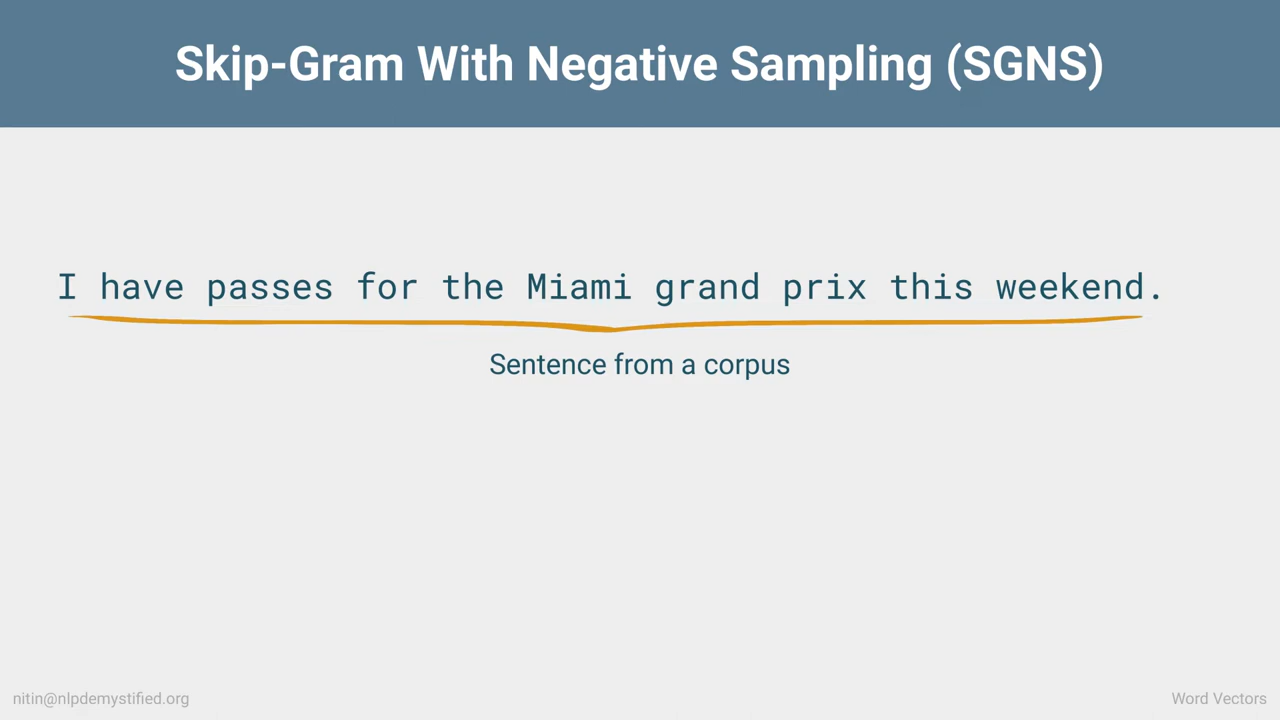 Skip-Gram With Negative Sampling (SGNS)
I have passes for the Miami grand prix this weekend.
Sentence from a corpus
nitin@nlpdemystified.org
Word Vectors